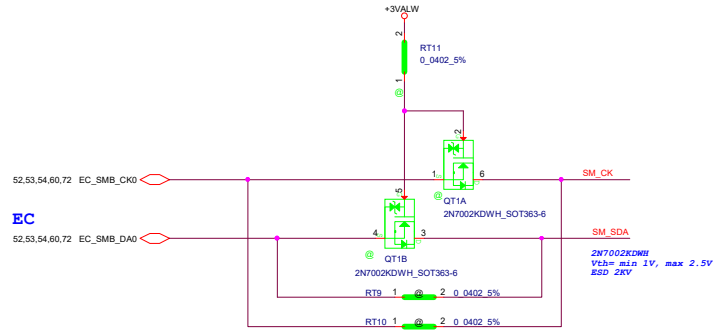 +3VALW
2
RT11
0_0402_5%
1
@
2
52,53,54,60,72 EC_SMB_CK0
1
6
SM_CK
@
QT1A
2N7002KDWH_SOT363-6
5
EC
52,53,54,60,72 EC_SMB_DA0
4
3
SM_SDA
@
QT1B
2N7002KDWH_SOT363-6
2N7002KDWH
Vth= min 1V, max 2.5V
ESD 2KV
RT9 1 @ 2 0_0402_5%
RT10 1 @ 2 0_0402_5%